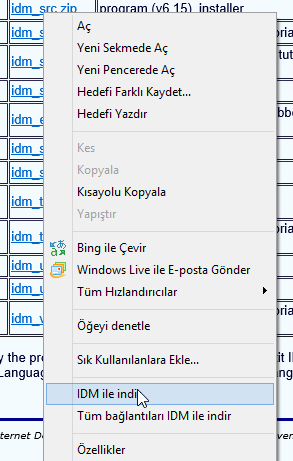 idm_src.zip program (v6.15) installer
Aç
Yeni Sekmede Aç
Yeni Pencerede Aç
Hedefi Farklı Kaydet...
Hedefi Yazdır
Kes
Kopyala
Kısayolu Kopyala
Yapıştır
Bing ile Çevir
Windows Live ile E-posta Gönder
Tüm Hızlandırıcılar
Öğeyi denetle
Sık Kullanılanlara Ekle...
IDM ile indir
Tüm bağlantıları IDM ile indir
Özellikler